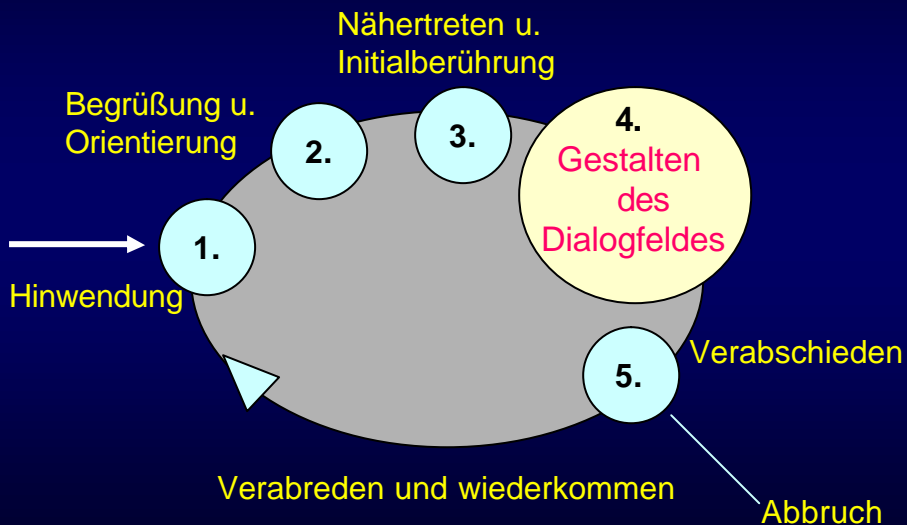 Nähertreten u.
Initialberührung
Begrüßung u.
Orientierung
1.
2.
3.
4.
Gestalten
des
Dialogfeldes
Hinwendung
5.
Verabschieden
Verabreden und wiederkommen
Abbruch